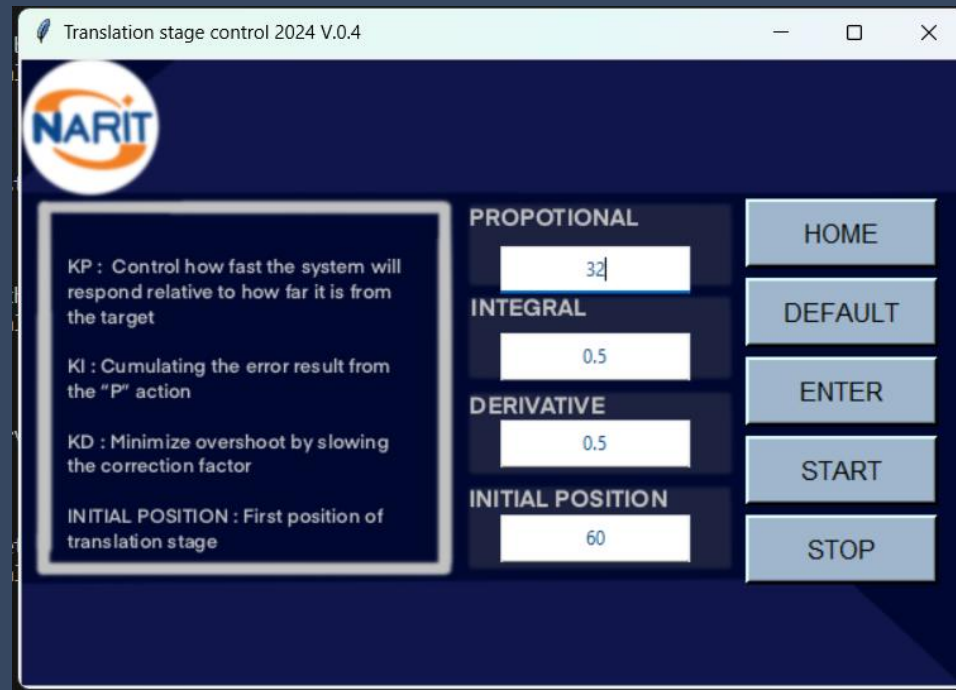 Translation stage control 2024 V.0.4
NARIT
KP : Control how fast the system will
respond relative to how far it is from
the target
KI : Cumulating the error result from
the "P" action
KD : Minimize overshoot by slowing
the correction factor
INITIAL POSITION : First position of
translation stage
PROPOTIONAL
32
INTEGRAL
0.5
DERIVATIVE
0.5
INITIAL POSITION
60
HOME
DEFAULT
ENTER
START
STOP